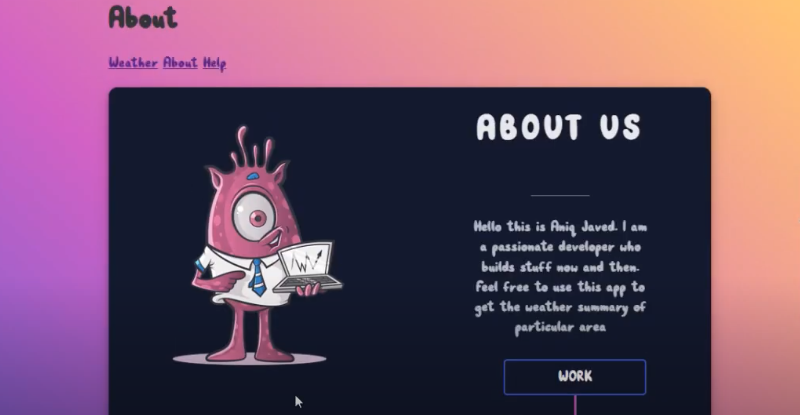 About
Weather About Help
ABOUT US
Hello this is Aniq Javed. I am
a passionate developer who
builds stuff now and then.
Feel free to use this app to
get the weather summary of
particular area
WORK